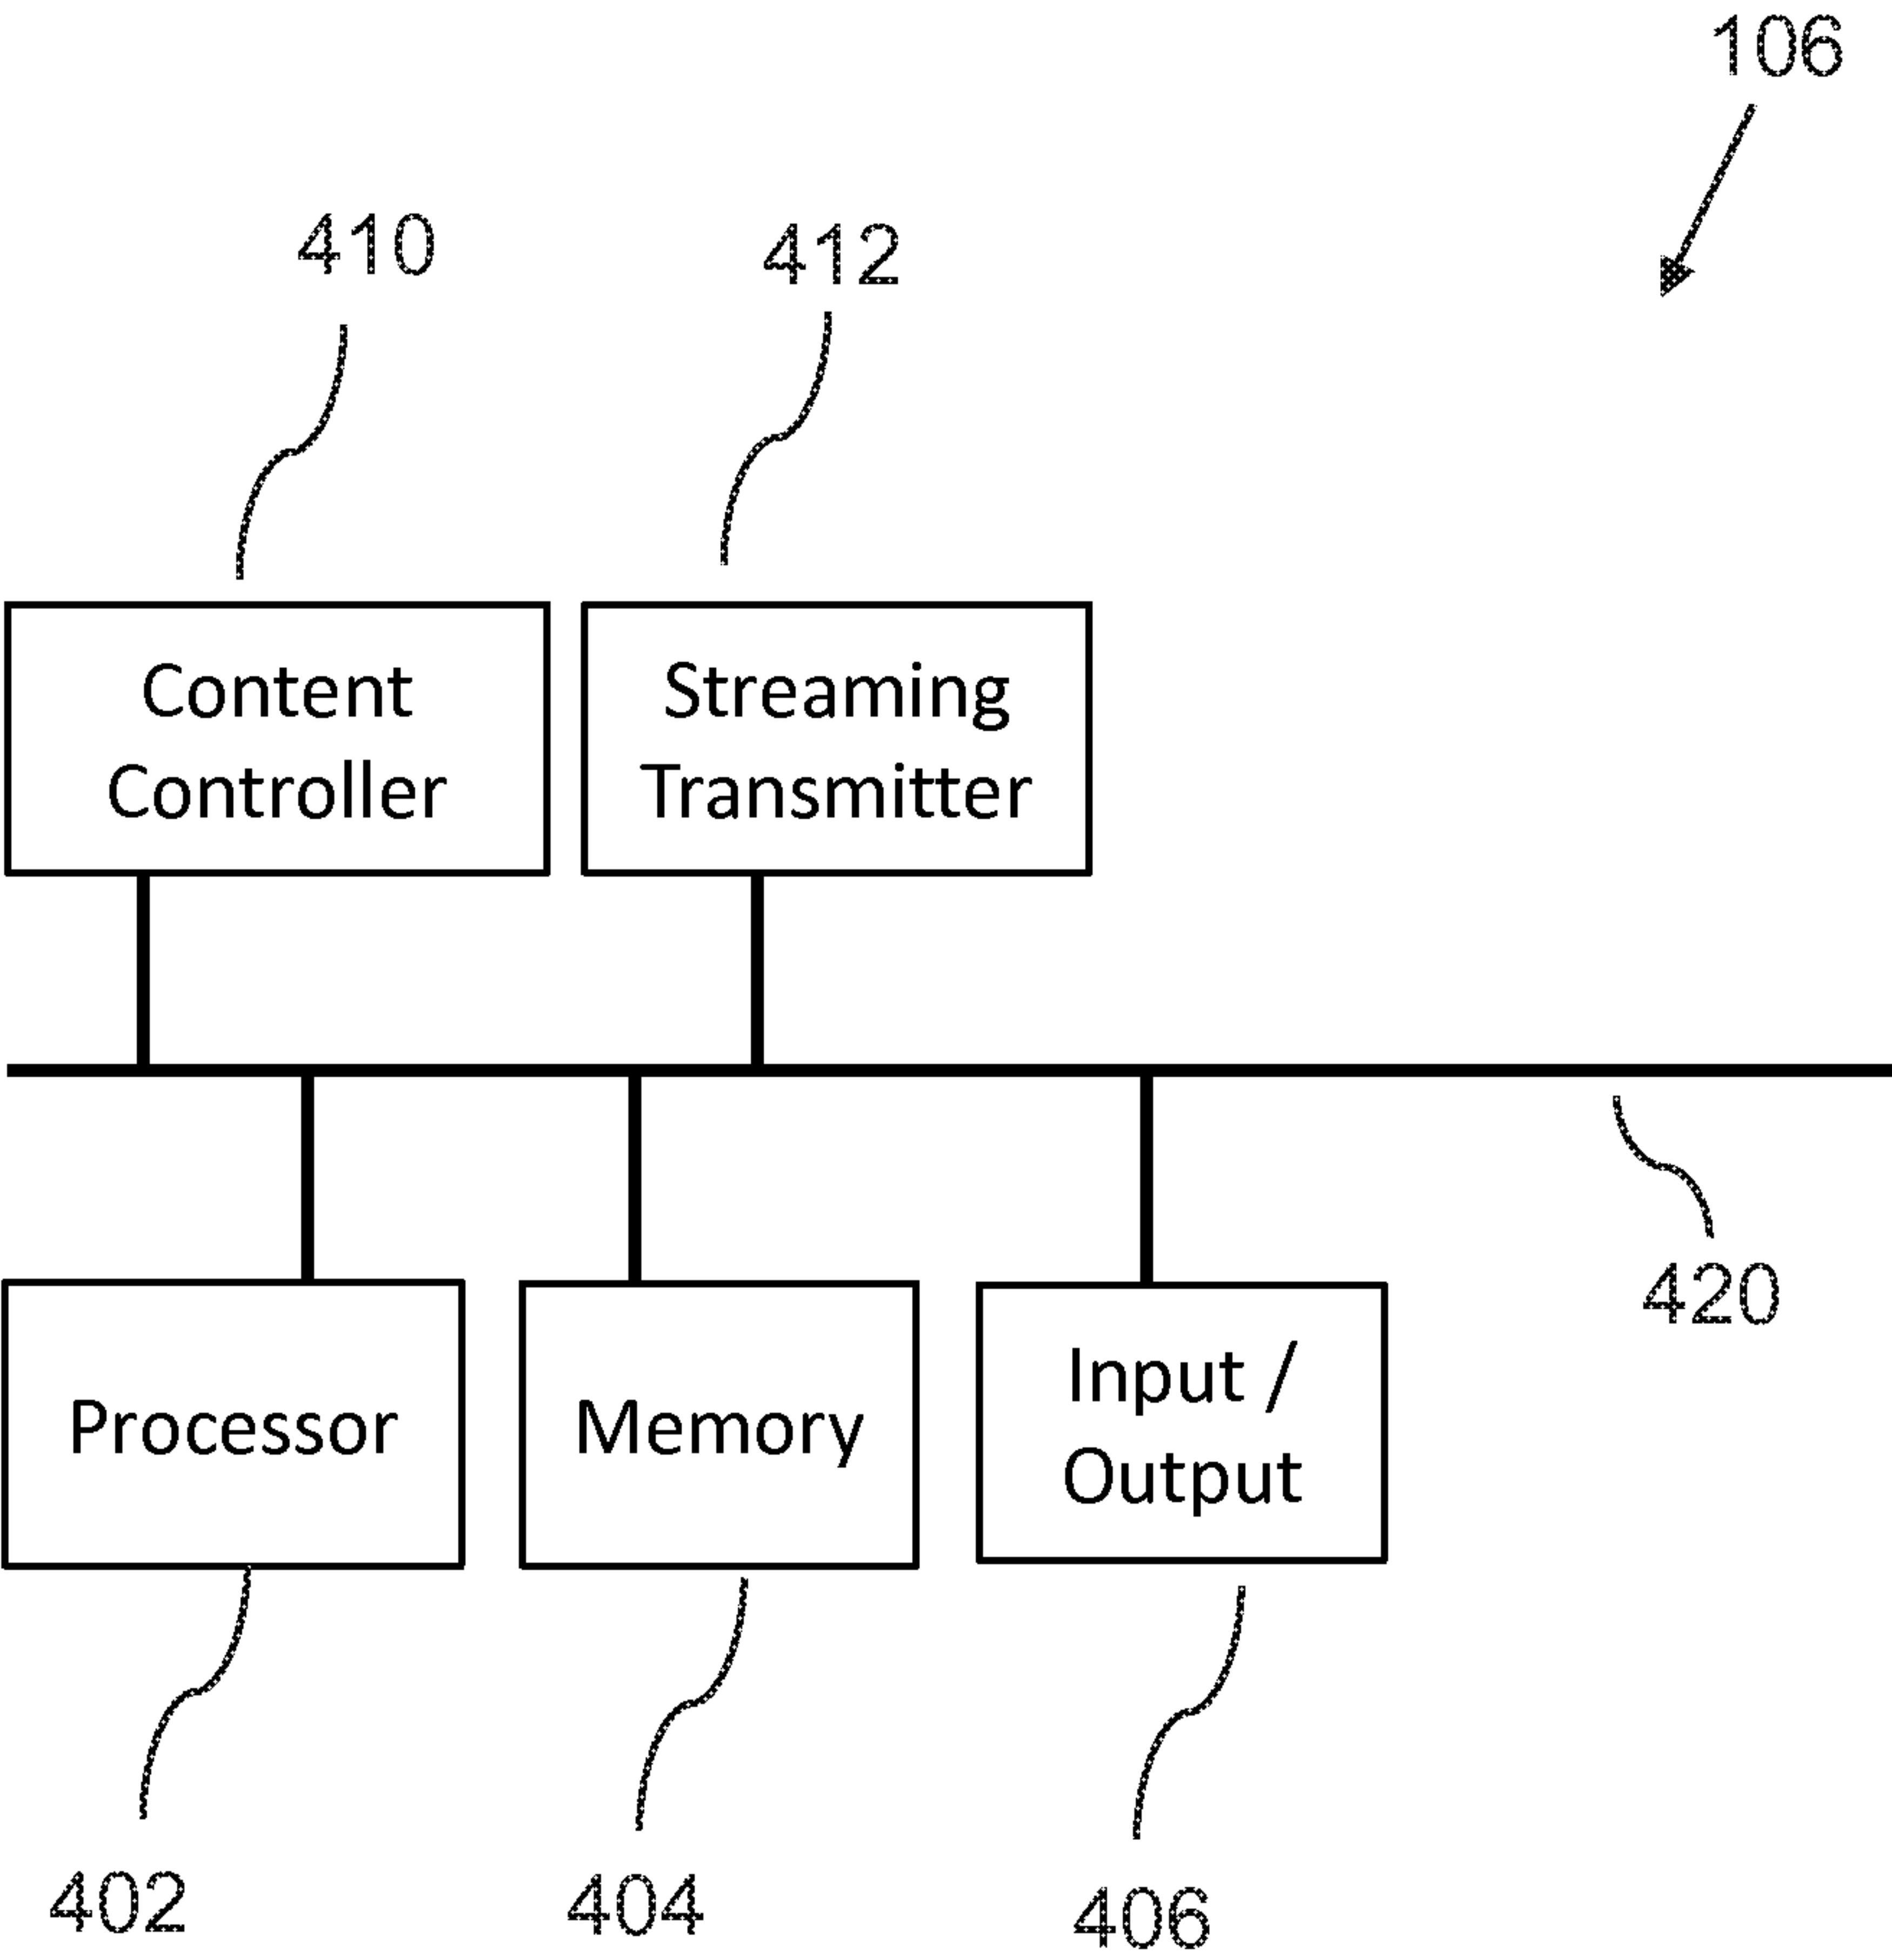 106
410
412
Content
Controller
Streaming
Transmitter
420
Processor
Memory
Input /
Output
402
404
406